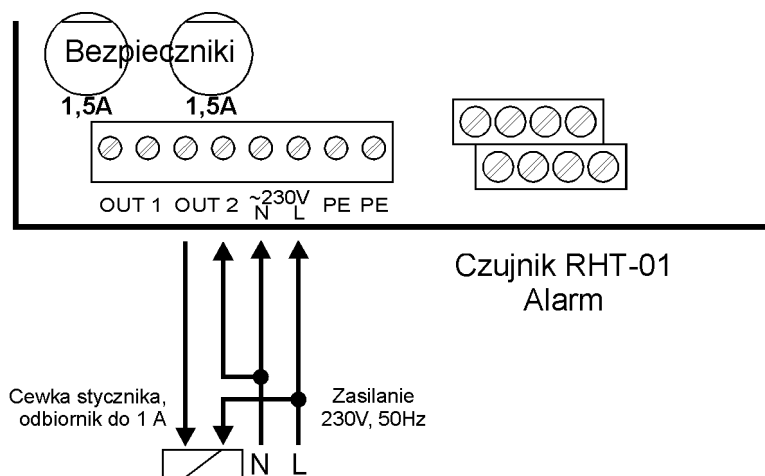 Bezpieczniki
1,5A 1,5A
OUT 1 OUT 2 ~230V PE PE
N L
Czujnik RHT-01
Alarm
Cewka stycznika,
odbiornik do 1 A
Zasilanie
230V, 50Hz
N L